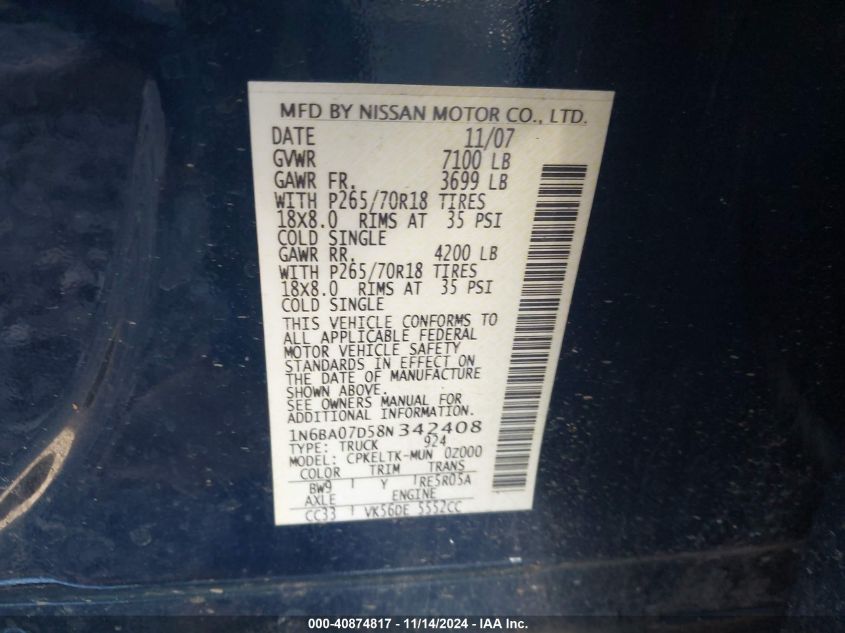 MFD BY NISSAN MOTOR CO., LTD.
DATE 11/07
GVWR 7100 LB
GAWR FR. 3699 LB
WITH P265/70R18 TIRES
18X8.0 RIMS AT 35 PSI
COLD SINGLE
GAWR RR. 4200 LB
WITH P265/70R18 TIRES
18X8.0 RIMS AT 35 PSI
COLD SINGLE
THIS VEHICLE CONFORMS TO
ALL APPLICABLE FEDERAL
MOTOR VEHICLE SAFETY
STANDARDS IN EFFECT ON
THE DATE OF MANUFACTURE
SHOWN ABOVE.
SEE OWNERS MANUAL FOR
ADDITIONAL INFORMATION.
1N6BA07D58N342408
TYPE: TRUCK 924
MODEL: CPKELTK-MUN 0Z000
COLOR TRIM TRANS
BW9 Y RE5R05A
AXLE ENGINE
CC33 VK56DE 5552CC
000-40874817 - 11/14/2024 - IAA Inc.